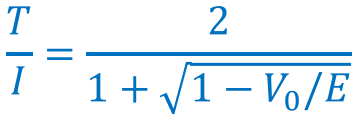 T/I = 2/(1 + √(1 − V₀/E))